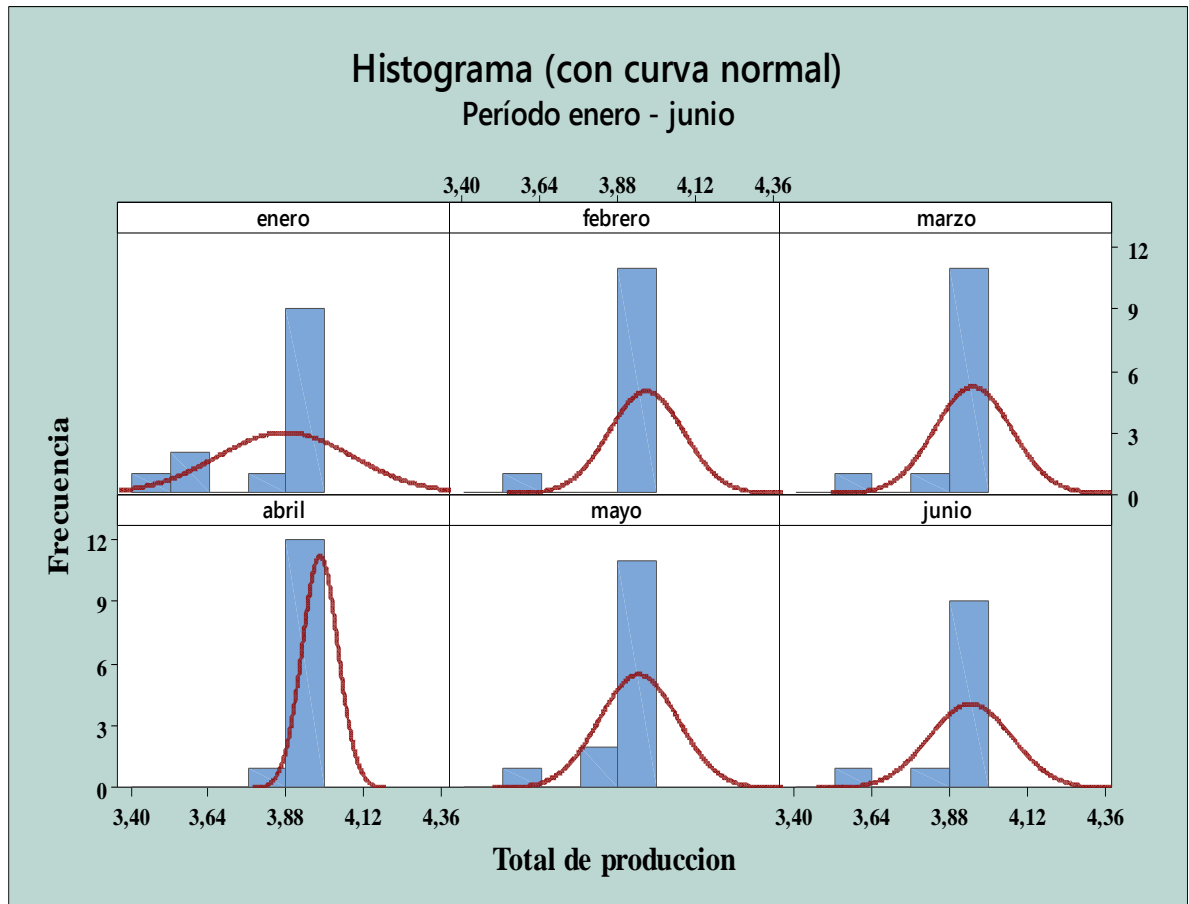 Histograma (con curva normal)
Período enero - junio
3,40 3,64 3,88 4,12 4,36
enero febrero marzo
12
9
6
3
0
Frecuencia
abril mayo junio
12
9
6
3
0
3,40 3,64 3,88 4,12 4,36 3,40 3,64 3,88 4,12 4,36
Total de produccion